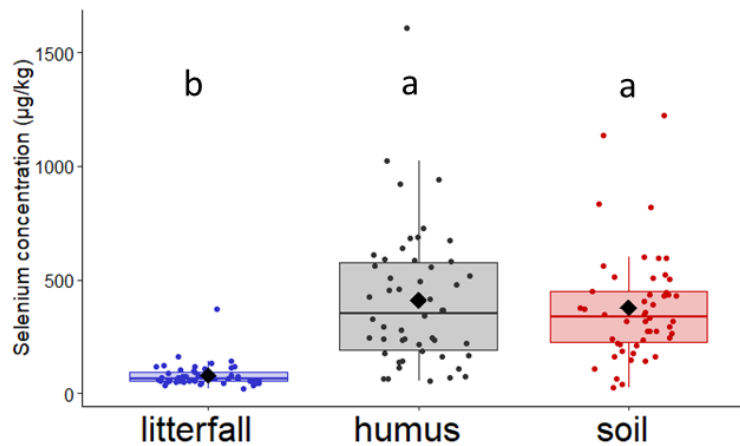 Selenium concentration (µg/kg)
1500
1000
500
0
b
a
a
litterfall
humus
soil